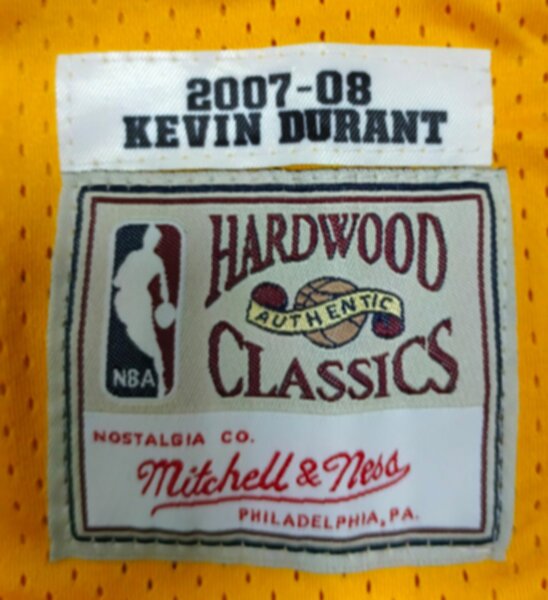 2007-08
KEVIN DURANT
HARDWOOD
AUTHENTIC
CLASSICS
NBA
NOSTALGIA CO.
Mitchell & Ness
PHILADELPHIA, PA.